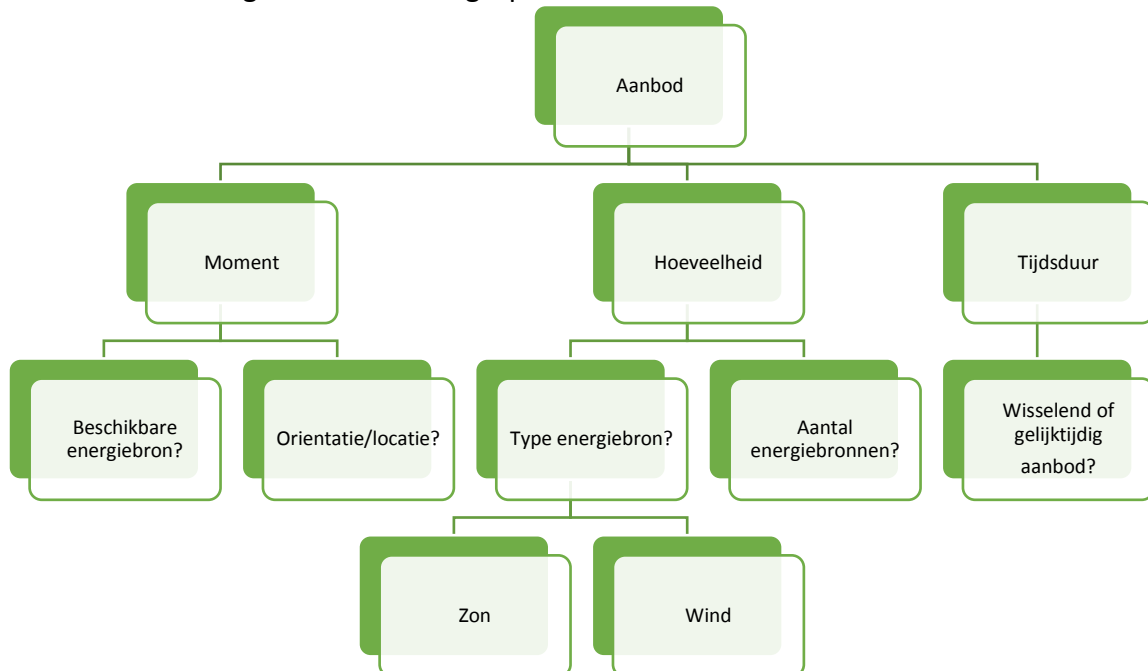 Aanbod
Moment
Hoeveelheid
Tijdsduur
Beschikbare
energiebron?
Orientatie/locatie?
Type energiebron?
Aantal
energiebronnen?
Wisselend of
gelijktijdig
aanbod?
Zon
Wind